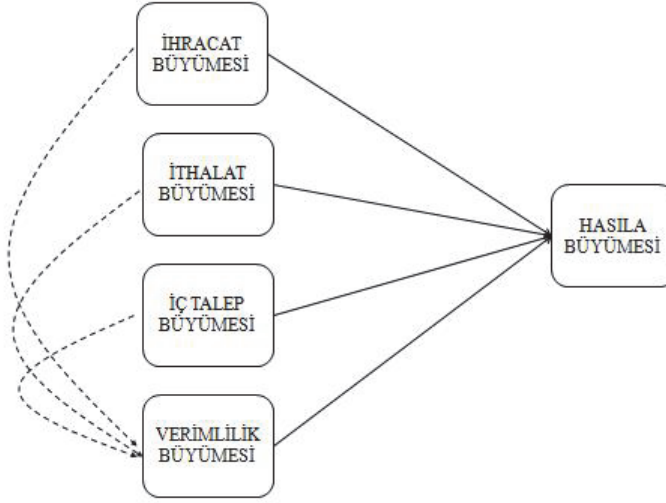 İHRACAT
BÜYÜMESİ
İTHALAT
BÜYÜMESİ
HASILA
BÜYÜMESİ
İÇ TALEP
BÜYÜMESİ
VERİMLİLİK
BÜYÜMESİ